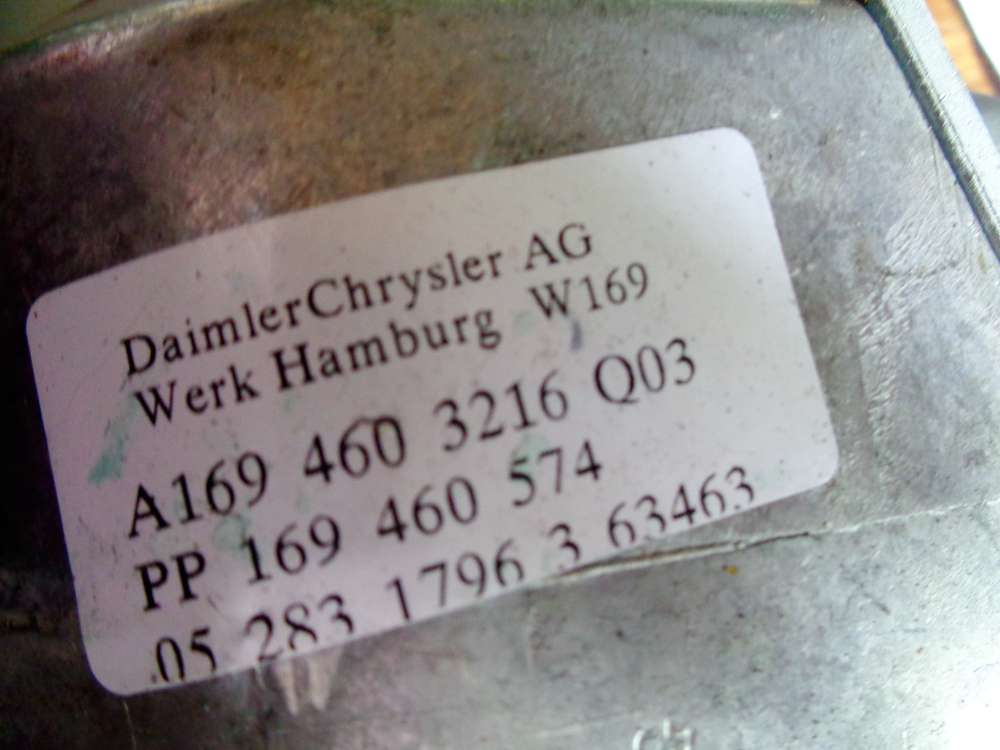 DaimlerChrysler AG
Werk Hamburg W169
A169 460 3216 Q03
PP 169 460 574
05 283 1796 3 63463